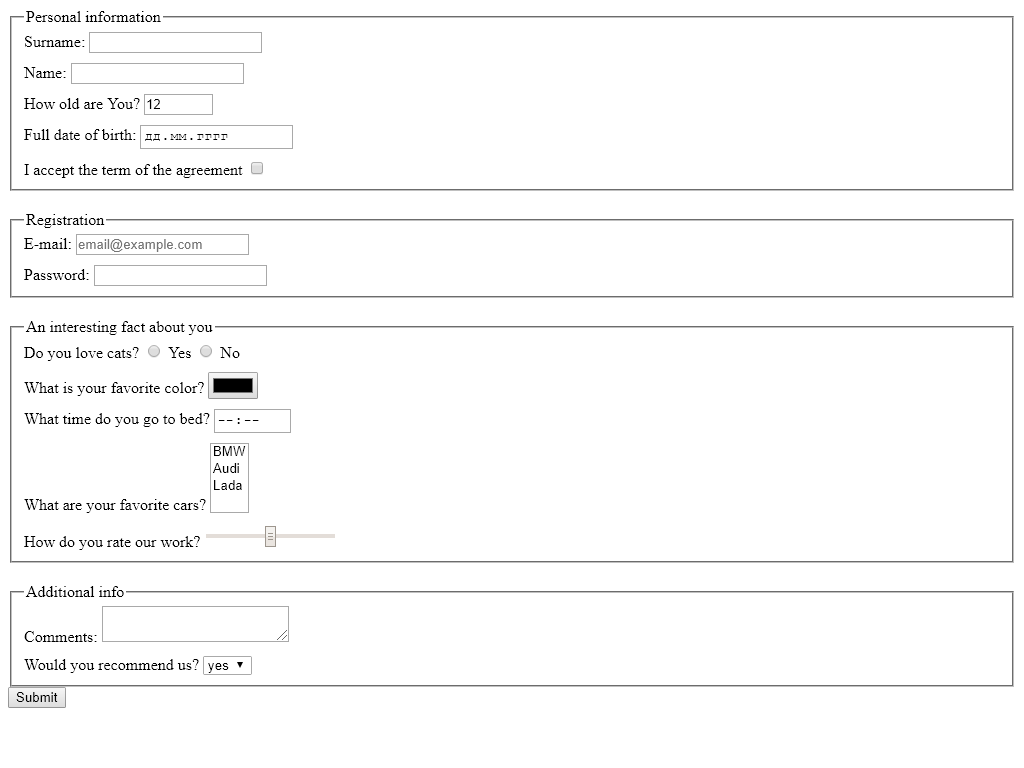 Personal information
Surname:
Name:
How old are You? 12
Full date of birth: дд.мм.гггг
I accept the term of the agreement
Registration
E-mail: email@example.com
Password:
An interesting fact about you
Do you love cats? Yes No
What is your favorite color?
What time do you go to bed? --:--
BMW
Audi
Lada
What are your favorite cars?
How do you rate our work?
Additional info
Comments:
Would you recommend us? yes
Submit